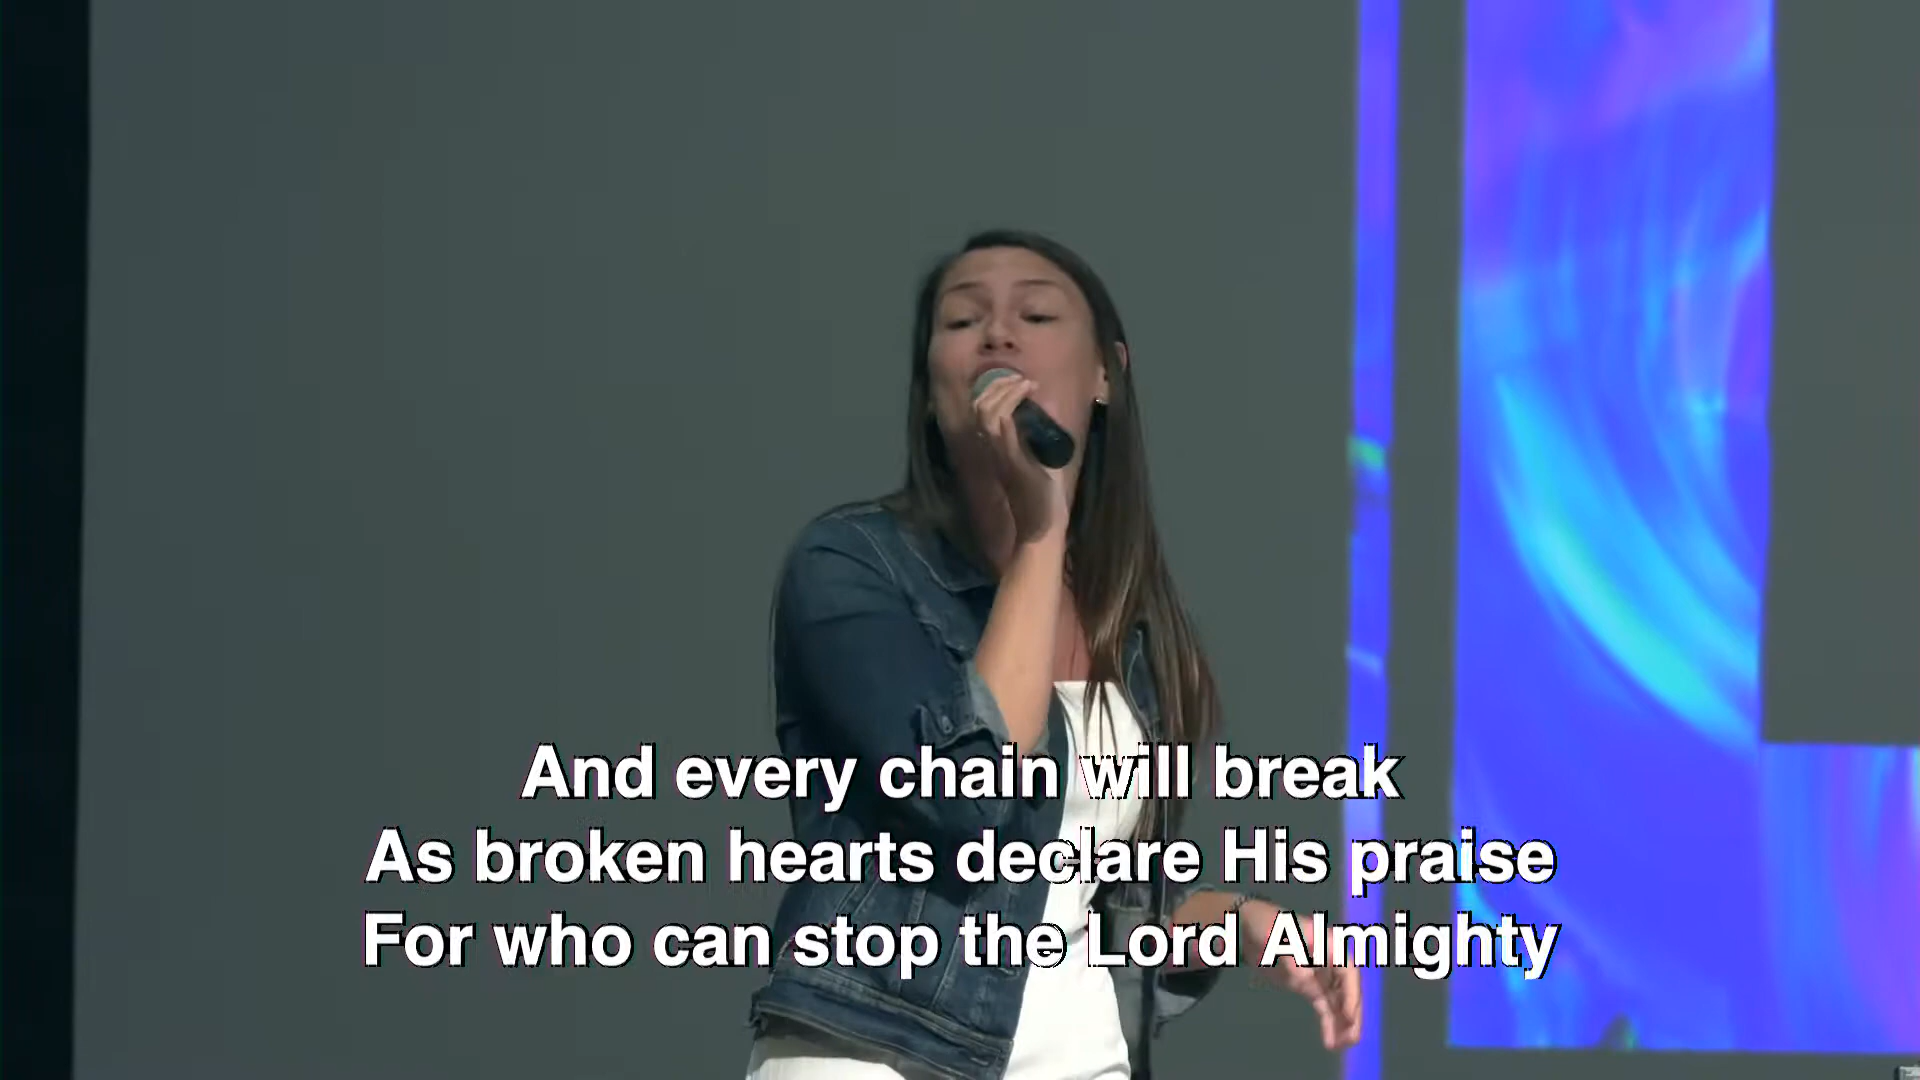 And every chain will break
As broken hearts declare His praise
For who can stop the Lord Almighty